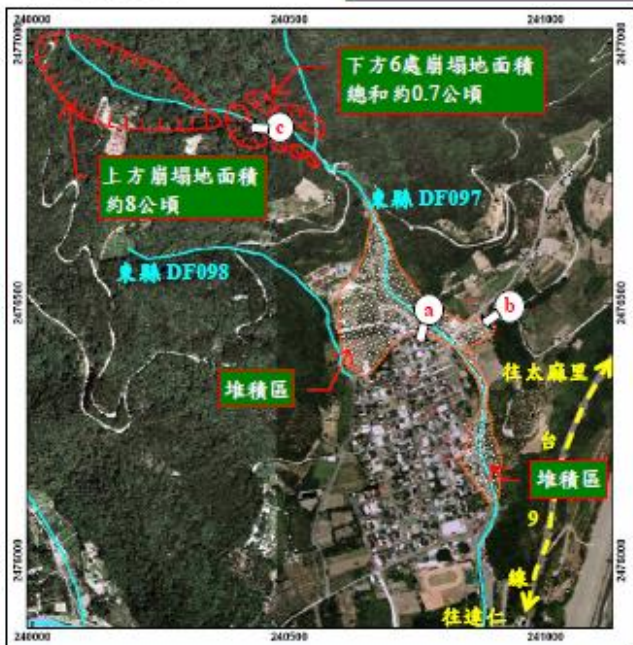 240000
240500
241000
2477000
2477000
下方6處崩塌地面積
總和約0.7公頃
c
上方崩塌地面積
約8公頃
東縣 DF097
東縣 DF098
2476500
2476500
a
b
往太麻里
堆積區
台
堆積區
9
線
2476000
2476000
往達仁
240000
240500
241000